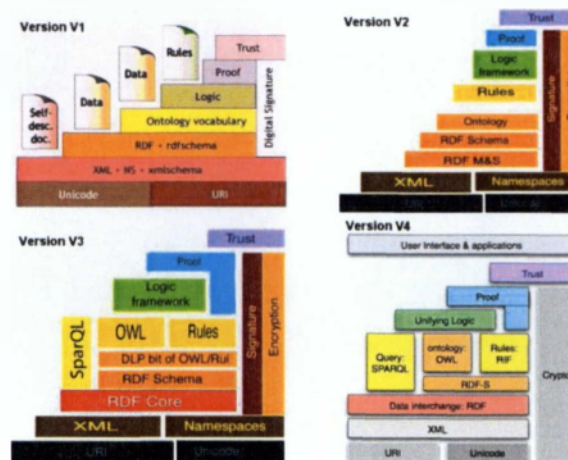 Version V1
Rules
Trust
Data
Proof
Data
Logic
Self-
desc.
doc.
Ontology vocabulary
RDF + rdfschema
XML + NS + xmlschema
Unicode
URI
Digital Signature
Version V2
Trust
Proof
Logic
framework
Rules
Ontology
RDF Schema
RDF M&S
XML
Namespaces
Signature
Version V3
Trust
Proof
Logic
framework
SparQL
OWL
Rules
DLP bit of OWL/Rul
RDF Schema
RDF Core
XML
Namespaces
URI
Unicode
Signature
Encryption
Version V4
User Interface & applications
Trust
Proof
Unifying Logic
Query:
SPARQL
ontology:
OWL
Rules:
RIF
RDF-S
Data interchange: RDF
XML
URI
Unicode
Crypto